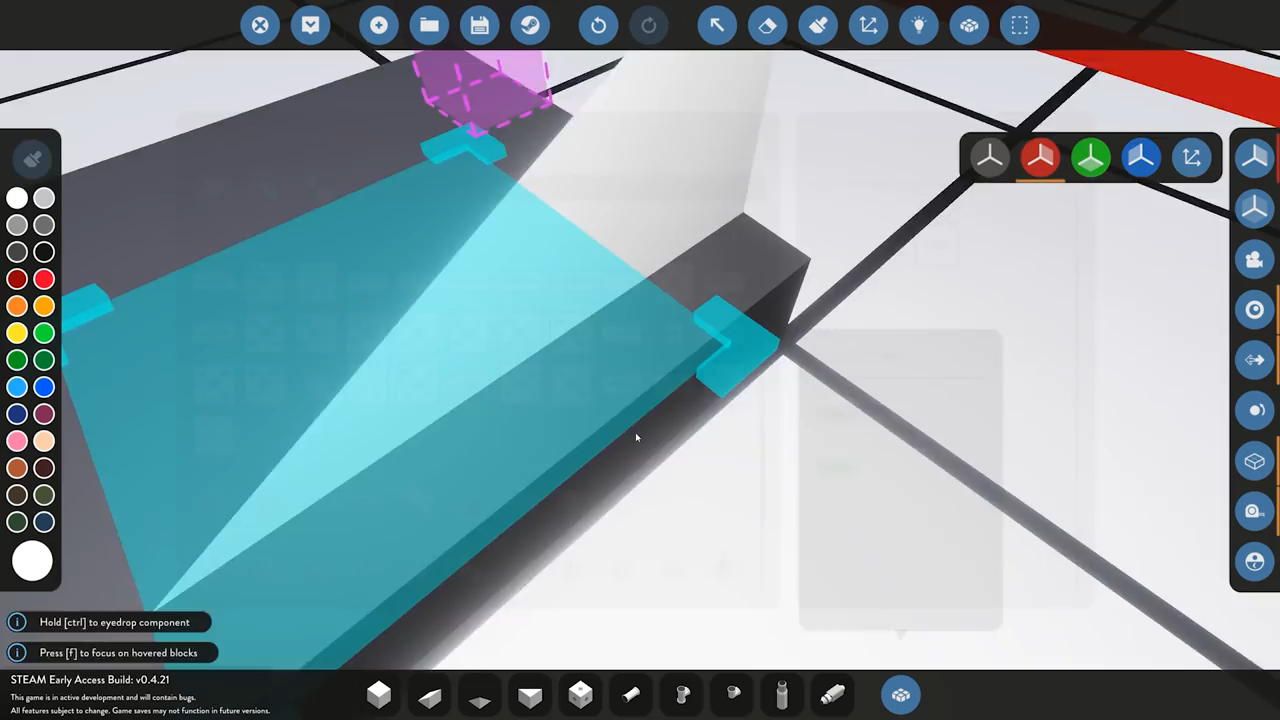 Hold [ctrl] to eyedrop component
Press [f] to focus on hovered blocks
STEAM Early Access Build: v0.4.21
This game is in active development and will contain bugs.
All features subject to change. Game saves may not function in future versions.